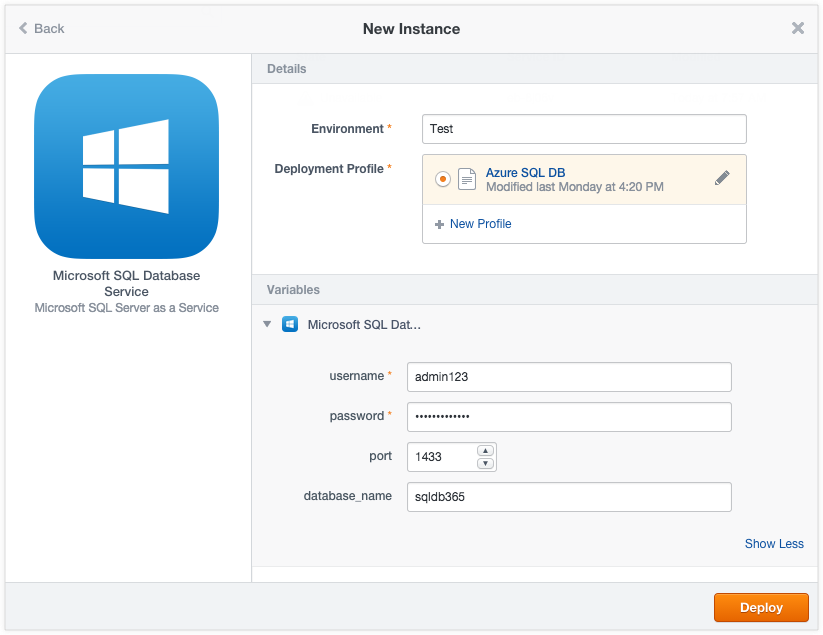 Back
New Instance
Microsoft SQL Database
Service
Microsoft SQL Server as a Service
Details
Environment *
Test
Deployment Profile *
Azure SQL DB
Modified last Monday at 4:20 PM
New Profile
Variables
Microsoft SQL Dat...
username *
admin123
password *
•••••••••••••
port
1433
database_name
sqldb365
Show Less
Deploy